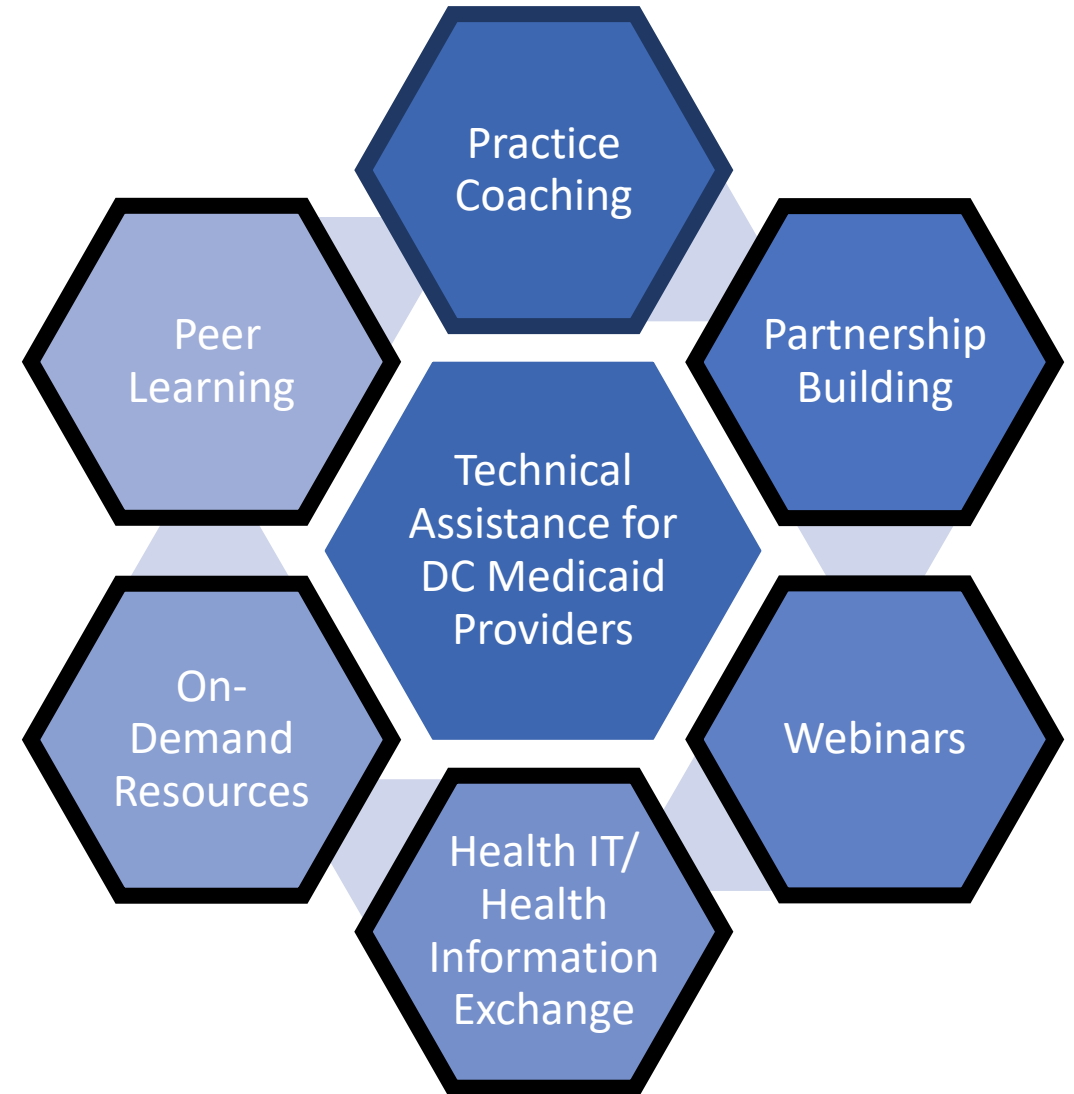 Practice
Coaching
Partnership
Building
Webinars
Health IT/
Health
Information
Exchange
On-
Demand
Resources
Peer
Learning
Technical
Assistance for
DC Medicaid
Providers